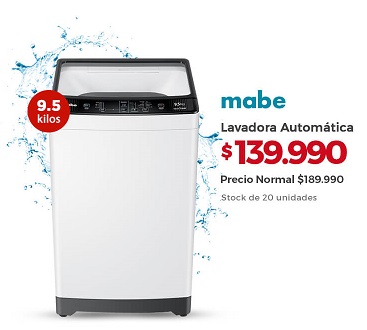 9.5
kilos
mabe
Lavadora Automática
$139.990
Precio Normal $189.990
Stock de 20 unidades